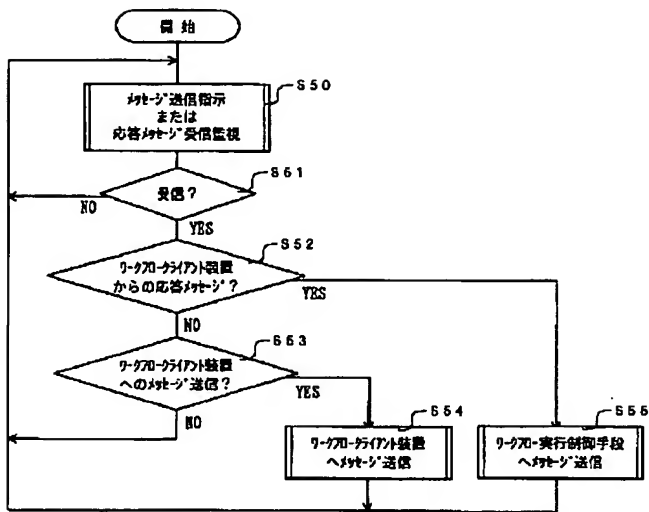 開 始
ﾒｯｾｰｼﾞ送信指示
または
応答ﾒｯｾｰｼﾞ受信監視
S50
受信？
S51
NO
YES
ﾜｰｸﾌﾛｰｸﾗｲｱﾝﾄ装置
からの応答ﾒｯｾｰｼﾞ？
S52
YES
NO
ﾜｰｸﾌﾛｰｸﾗｲｱﾝﾄ装置
へのﾒｯｾｰｼﾞ送信？
S53
YES
NO
ﾜｰｸﾌﾛｰｸﾗｲｱﾝﾄ装置
へﾒｯｾｰｼﾞ送信
S54
ﾜｰｸﾌﾛｰ実行制御手段
へﾒｯｾｰｼﾞ送信
S55